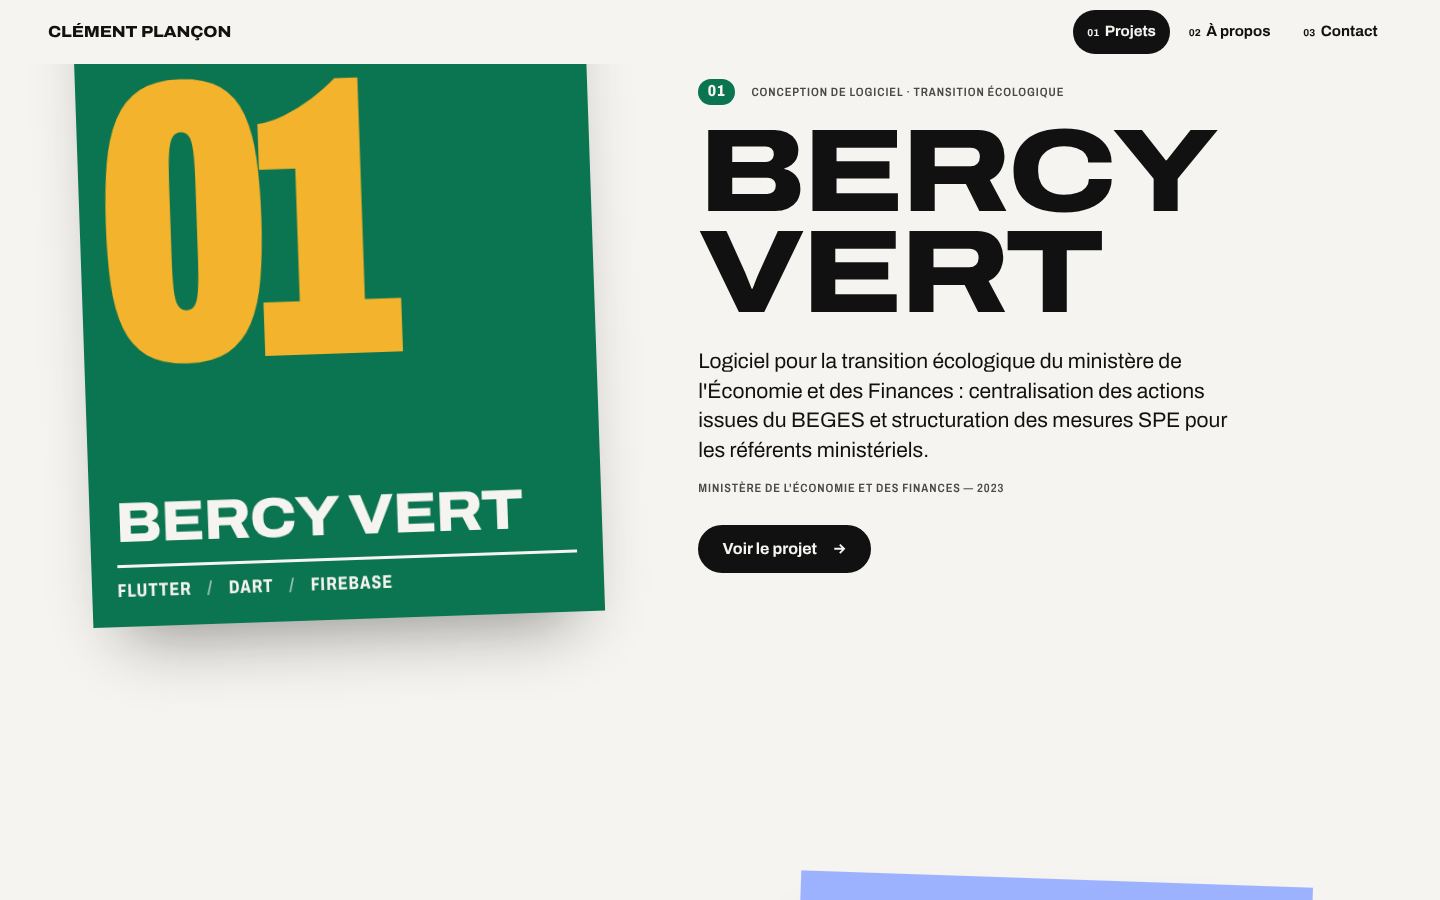 CLÉMENT PLANÇON
01 Projets
02 À propos
03 Contact
01
BERCY VERT
FLUTTER / DART / FIREBASE
01 CONCEPTION DE LOGICIEL · TRANSITION ÉCOLOGIQUE
BERCY
VERT
Logiciel pour la transition écologique du ministère de
l'Économie et des Finances : centralisation des actions
issues du BEGES et structuration des mesures SPE pour
les référents ministériels.
MINISTÈRE DE L'ÉCONOMIE ET DES FINANCES — 2023
Voir le projet →